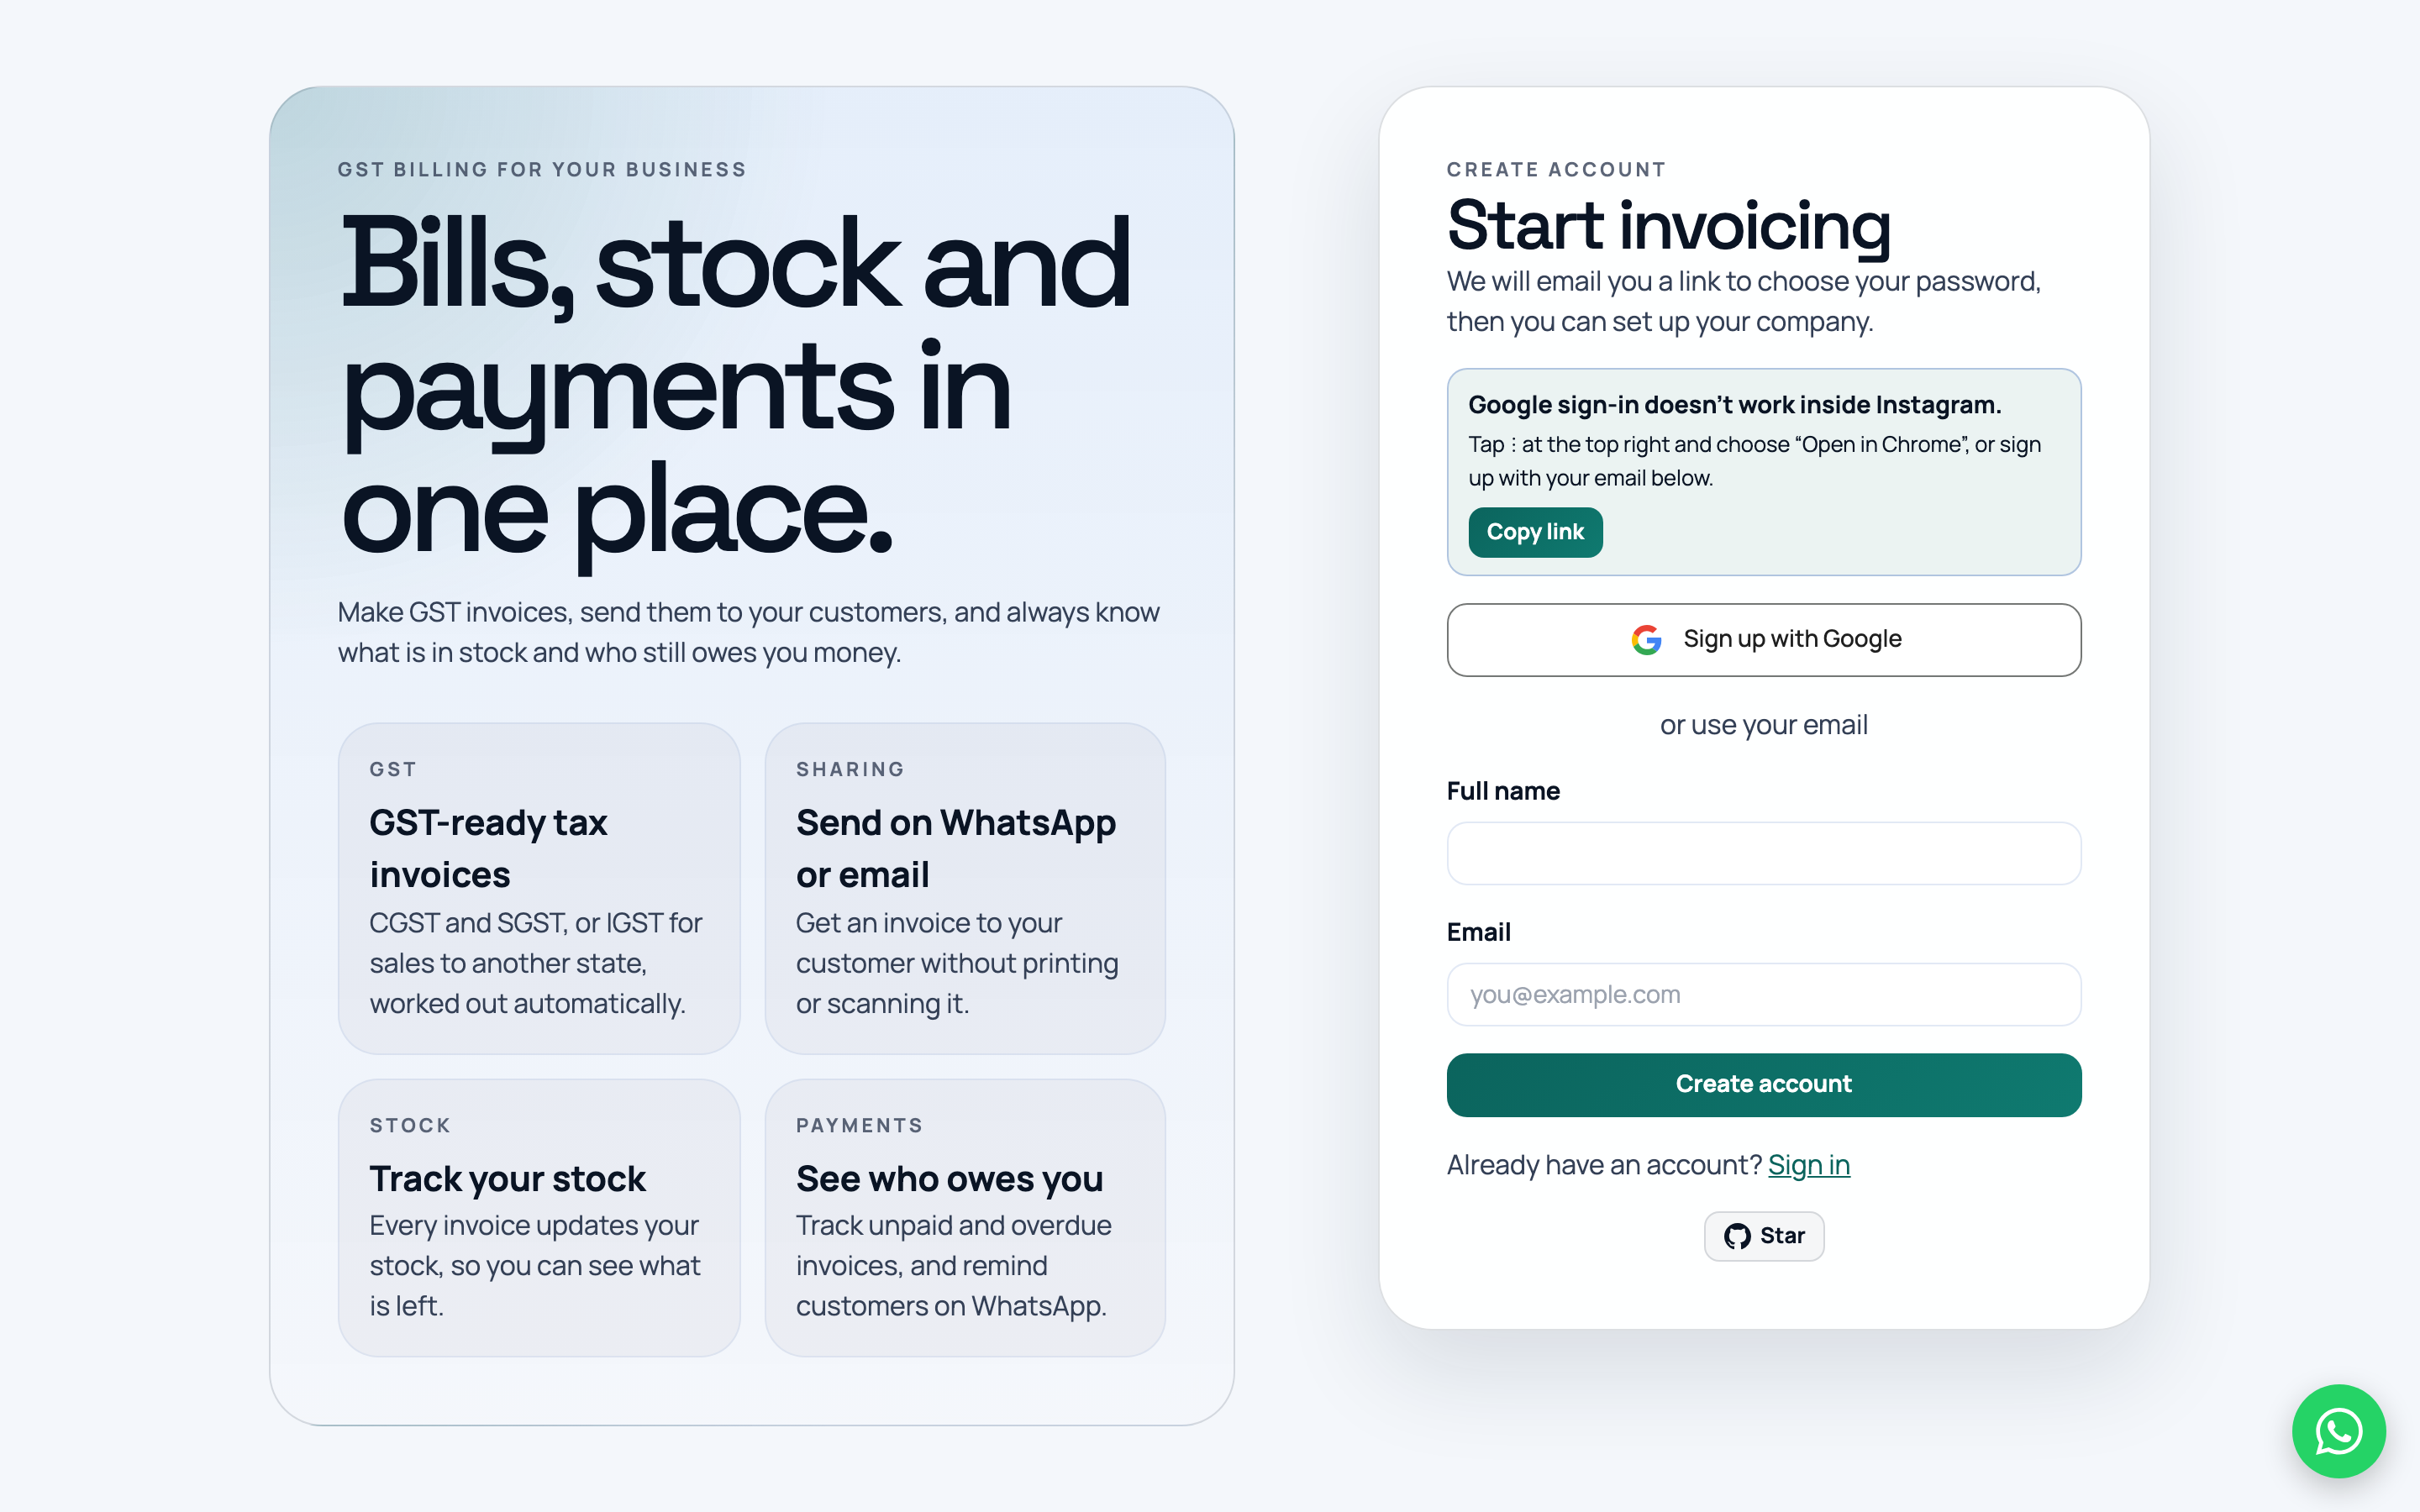 GST BILLING FOR YOUR BUSINESS
Bills, stock and
payments in
one place.
Make GST invoices, send them to your customers, and always know
what is in stock and who still owes you money.
GST
GST-ready tax
invoices
CGST and SGST, or IGST for
sales to another state,
worked out automatically.
SHARING
Send on WhatsApp
or email
Get an invoice to your
customer without printing
or scanning it.
STOCK
Track your stock
Every invoice updates your
stock, so you can see what
is left.
PAYMENTS
See who owes you
Track unpaid and overdue
invoices, and remind
customers on WhatsApp.
CREATE ACCOUNT
Start invoicing
We will email you a link to choose your password,
then you can set up your company.
Google sign-in doesn’t work inside Instagram.
Tap ⋮ at the top right and choose “Open in Chrome”, or sign
up with your email below.
Copy link
Sign up with Google
or use your email
Full name
Email
you@example.com
Create account
Already have an account? Sign in
Star